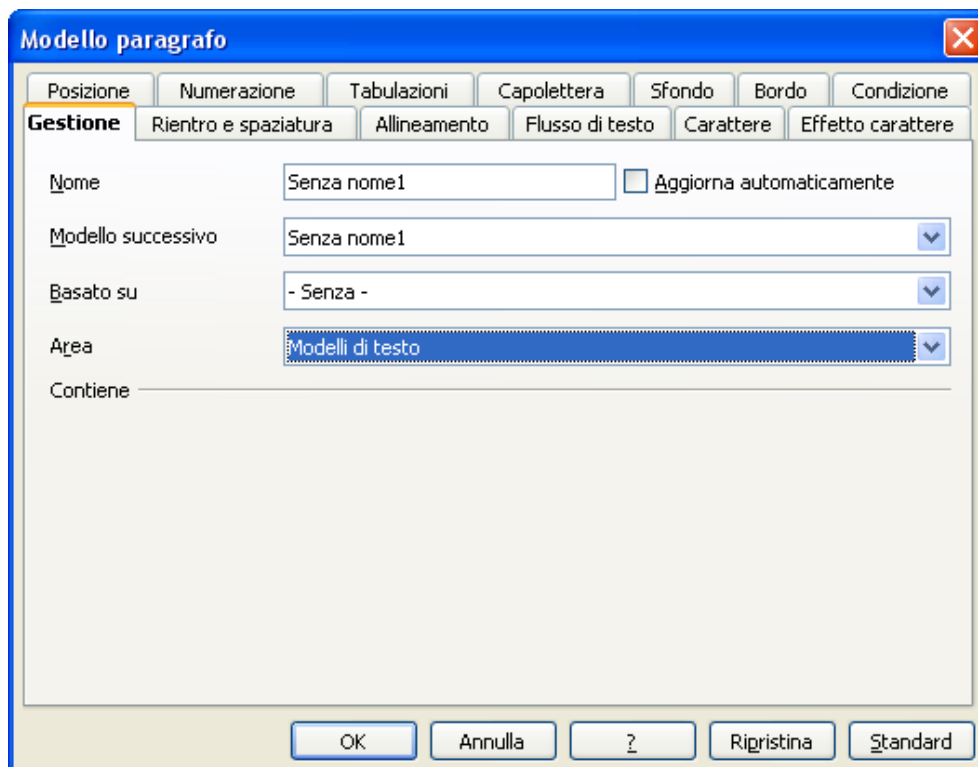 Modello paragrafo
Posizione Numerazione Tabulazioni Capolettera Sfondo Bordo Condizione
Gestione Rientro e spaziatura Allineamento Flusso di testo Carattere Effetto carattere
Nome Senza nome1 Aggiorna automaticamente
Modello successivo Senza nome1
Basato su - Senza -
Area Modelli di testo
Contiene
OK Annulla ? Ripristina Standard